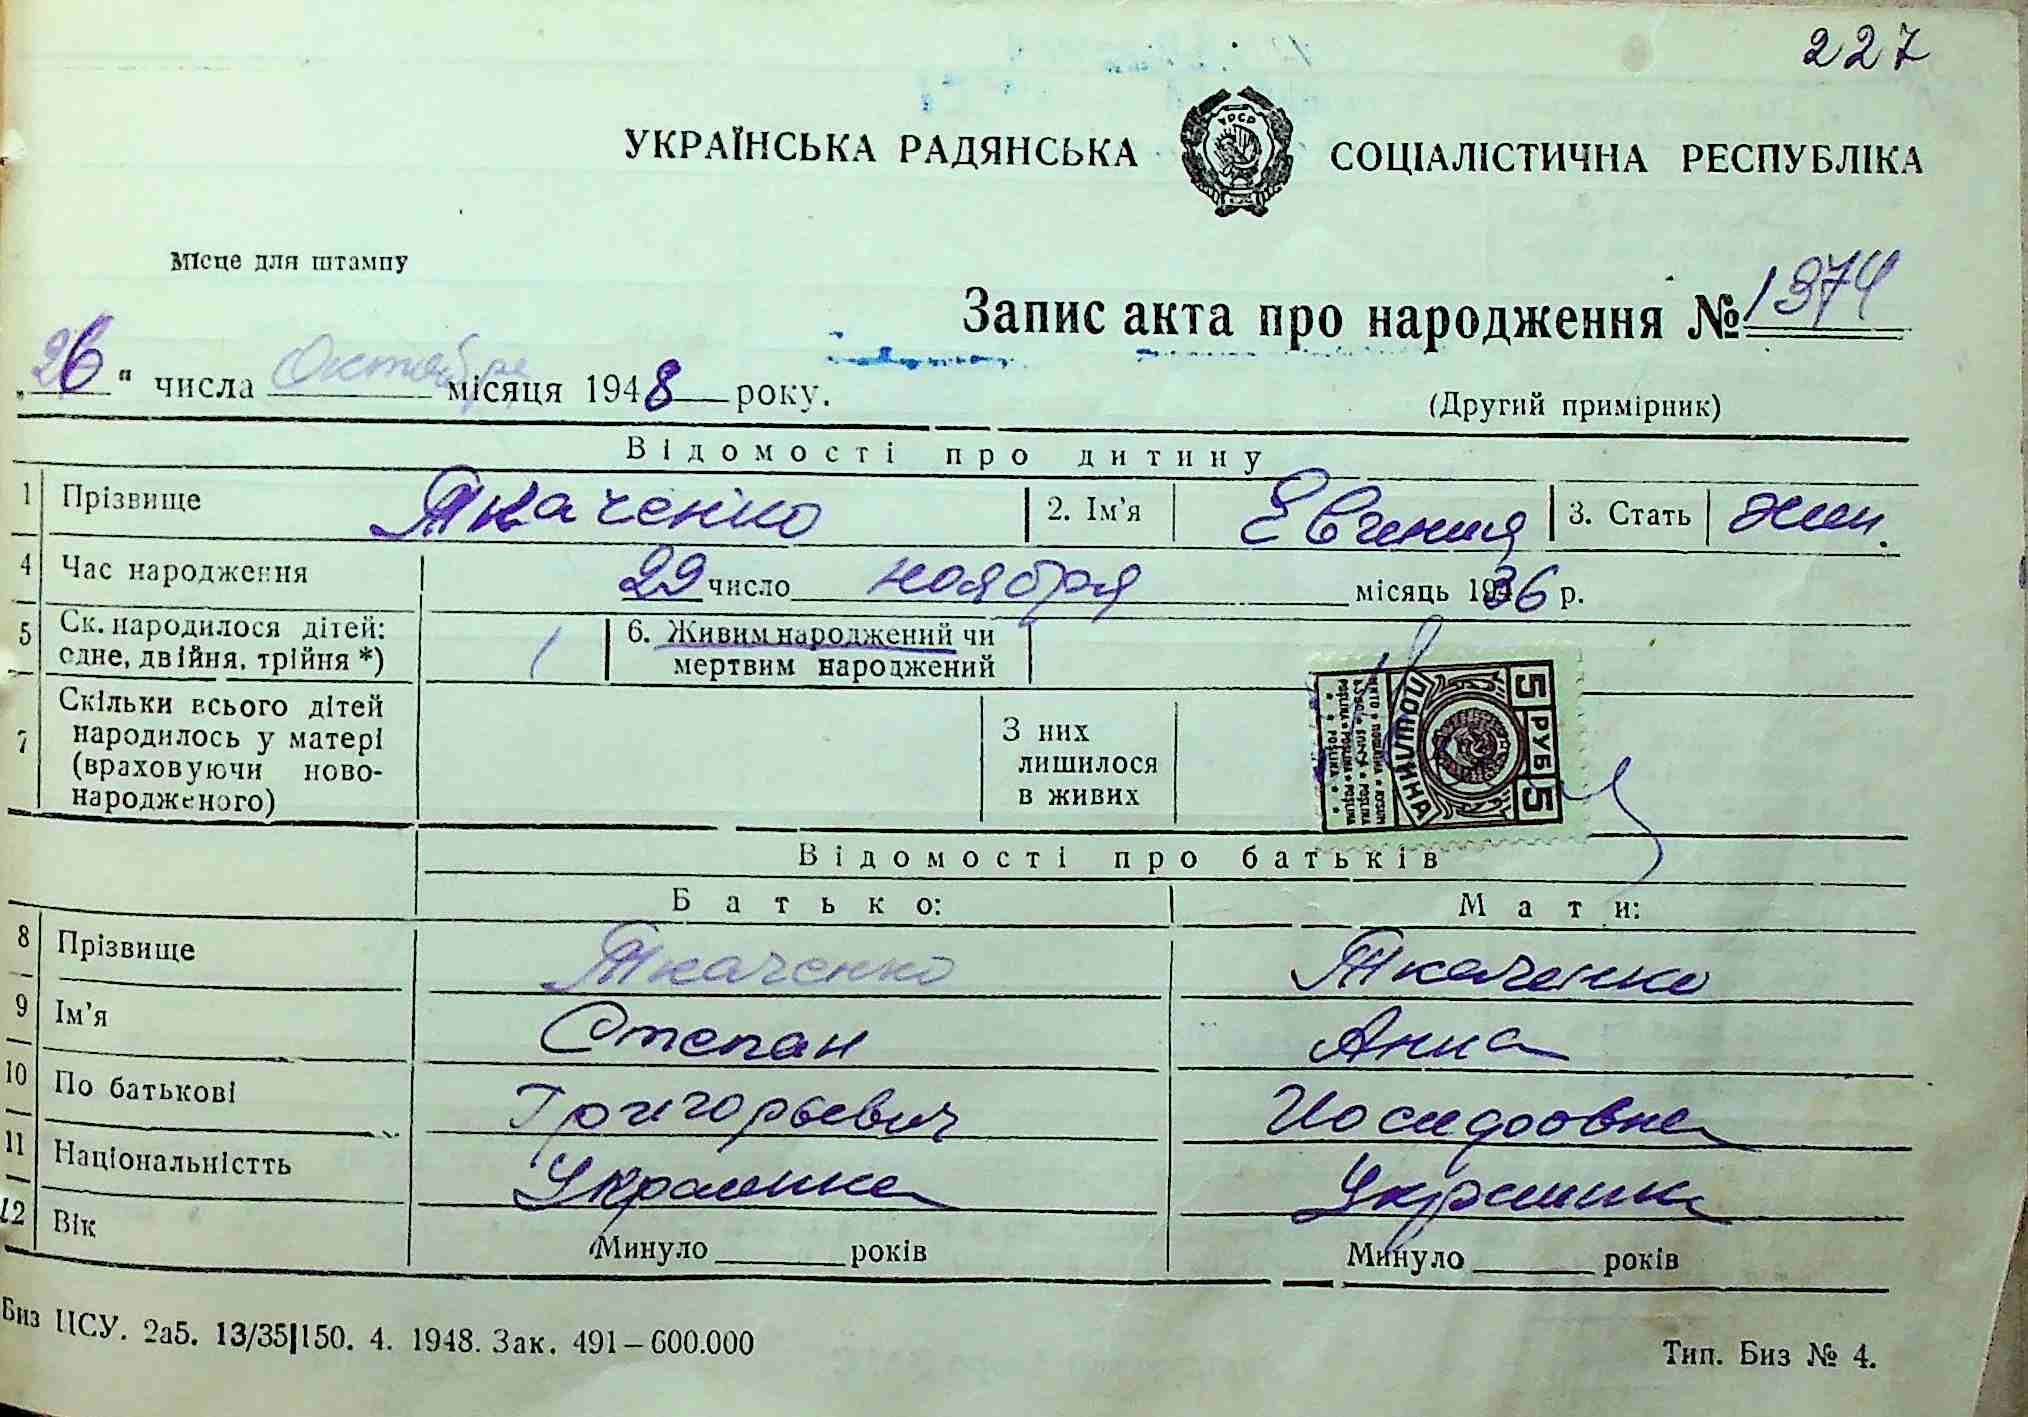 227
УКРАЇНСЬКА РАДЯНСЬКА СОЦІАЛІСТИЧНА РЕСПУБЛІКА
УРСР
Місце для штампу
Запис акта про народження № 1374
„26“ числа Октября місяця 1948 року.
(Другий примірник)
Відомості про дитину
1 Прізвище Ткаченко 2. Ім'я Евгения 3. Стать жен.
4 Час народження 29 число ноября місяць 1936 р.
5 Ск. народилося дітей: одне, двійня, трійня *) 1 6. Живим народжений чи мертвим народжений
7 Скільки всього дітей народилось у матері (враховуючи новонародженого) З них лишилося в живих
5 РУБ 5
ПОШЛИНА
Відомості про батьків
Батько: Мати:
8 Прізвище Ткаченко Ткаченко
9 Ім'я Степан Анна
10 По батькові Григорьевич Иосидоовна
11 Національністть Украинка Украинка
12 Вік Минуло років Минуло років
Биз ЦСУ. 2а5. 13/35|150. 4. 1948. Зак. 491–600.000
Тип. Биз № 4.